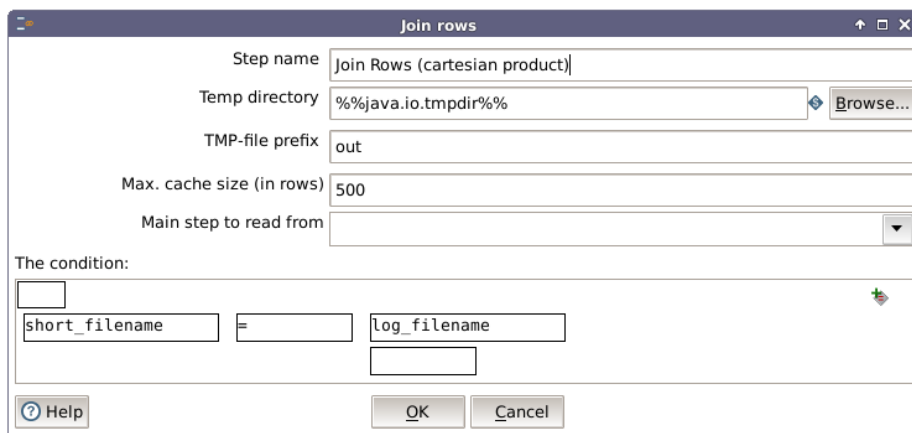 Join rows
Step name Join Rows (cartesian product)
Temp directory %%java.io.tmpdir%% Browse...
TMP-file prefix out
Max. cache size (in rows) 500
Main step to read from
The condition:
short_filename = log_filename
Help OK Cancel